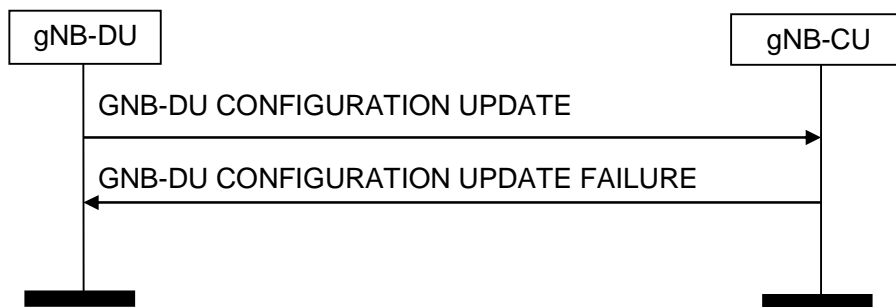 gNB-DU
gNB-CU
GNB-DU CONFIGURATION UPDATE
GNB-DU CONFIGURATION UPDATE FAILURE